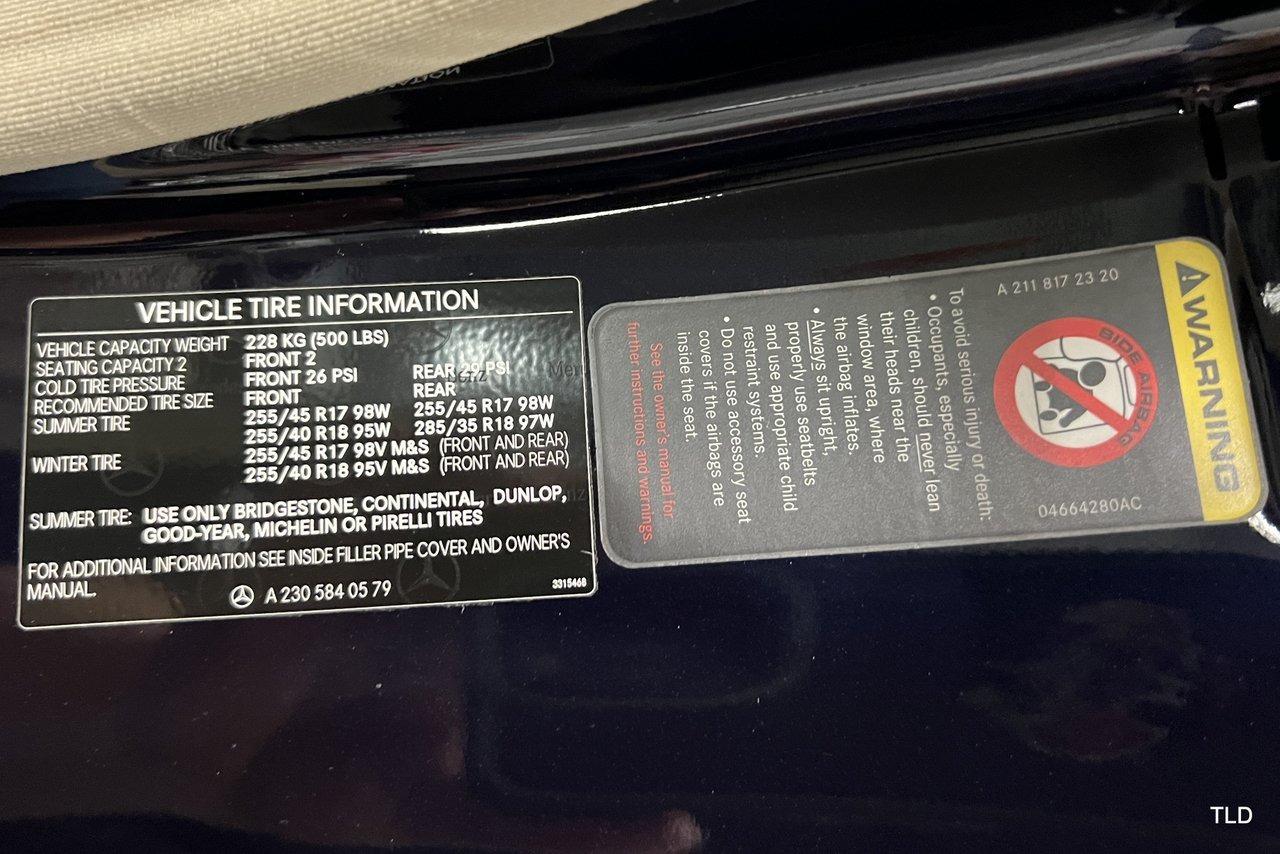 VEHICLE TIRE INFORMATION
VEHICLE CAPACITY WEIGHT 228 KG (500 LBS)
SEATING CAPACITY 2 FRONT 2
COLD TIRE PRESSURE FRONT 26 PSI REAR 29 PSI
RECOMMENDED TIRE SIZE FRONT REAR
SUMMER TIRE 255/45 R17 98W 255/45 R17 98W
255/40 R18 95W 285/35 R18 97W
WINTER TIRE 255/45 R17 98V M&S (FRONT AND REAR)
255/40 R18 95V M&S (FRONT AND REAR)
SUMMER TIRE: USE ONLY BRIDGESTONE, CONTINENTAL, DUNLOP,
GOOD-YEAR, MICHELIN OR PIRELLI TIRES
FOR ADDITIONAL INFORMATION SEE INSIDE FILLER PIPE COVER AND OWNER'S
MANUAL.
A 230 584 05 79
3315468
WARNING
A 211 817 23 20
SIDE AIRBAG
04664280AC
To avoid serious injury or death:
• Occupants, especially
children, should never lean
their heads near the
window area, where
the airbag inflates.
• Always sit upright,
properly use seatbelts
and use appropriate child
restraint systems.
• Do not use accessory seat
covers if the airbags are
inside the seat.
See the owner's manual for
further instructions and warnings.
TLD